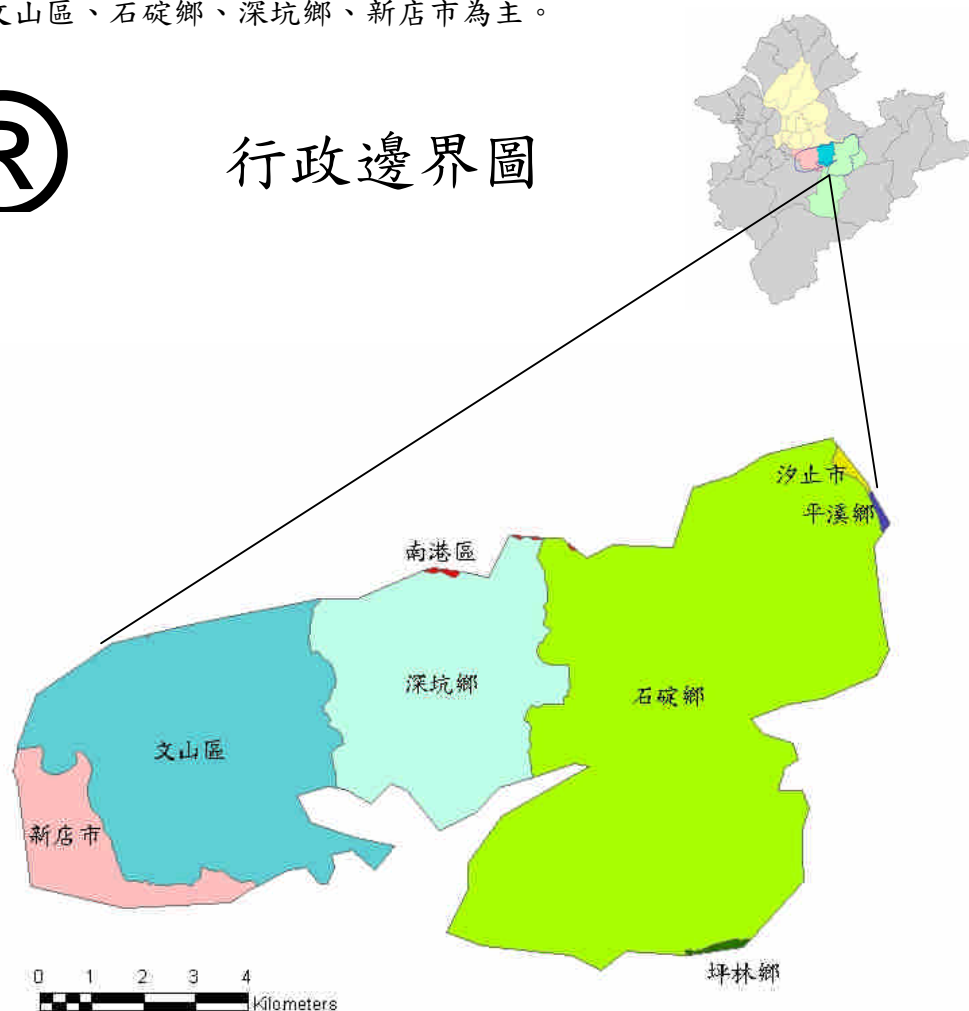 文山區、石碇鄉、深坑鄉、新店市為主。
R
行政邊界圖
汐止市
平溪鄉
南港區
深坑鄉
石碇鄉
文山區
新店市
坪林鄉
0 1 2 3 4
Kilometers